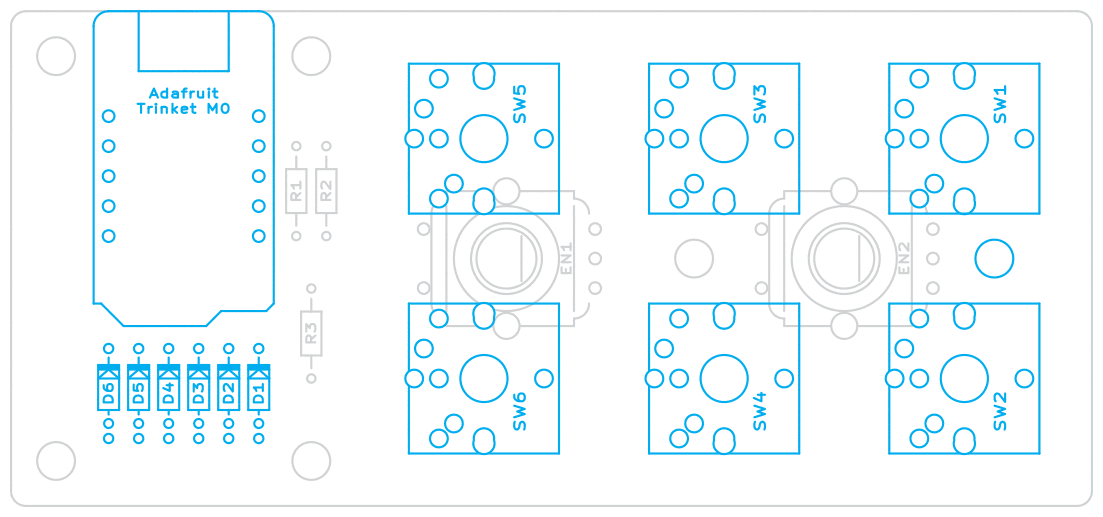 Adafruit
Trinket M0
SW5
SW3
SW1
R1
R2
EN1
EN2
R3
D6
D5
D4
D3
D2
D1
SW6
SW4
SW2